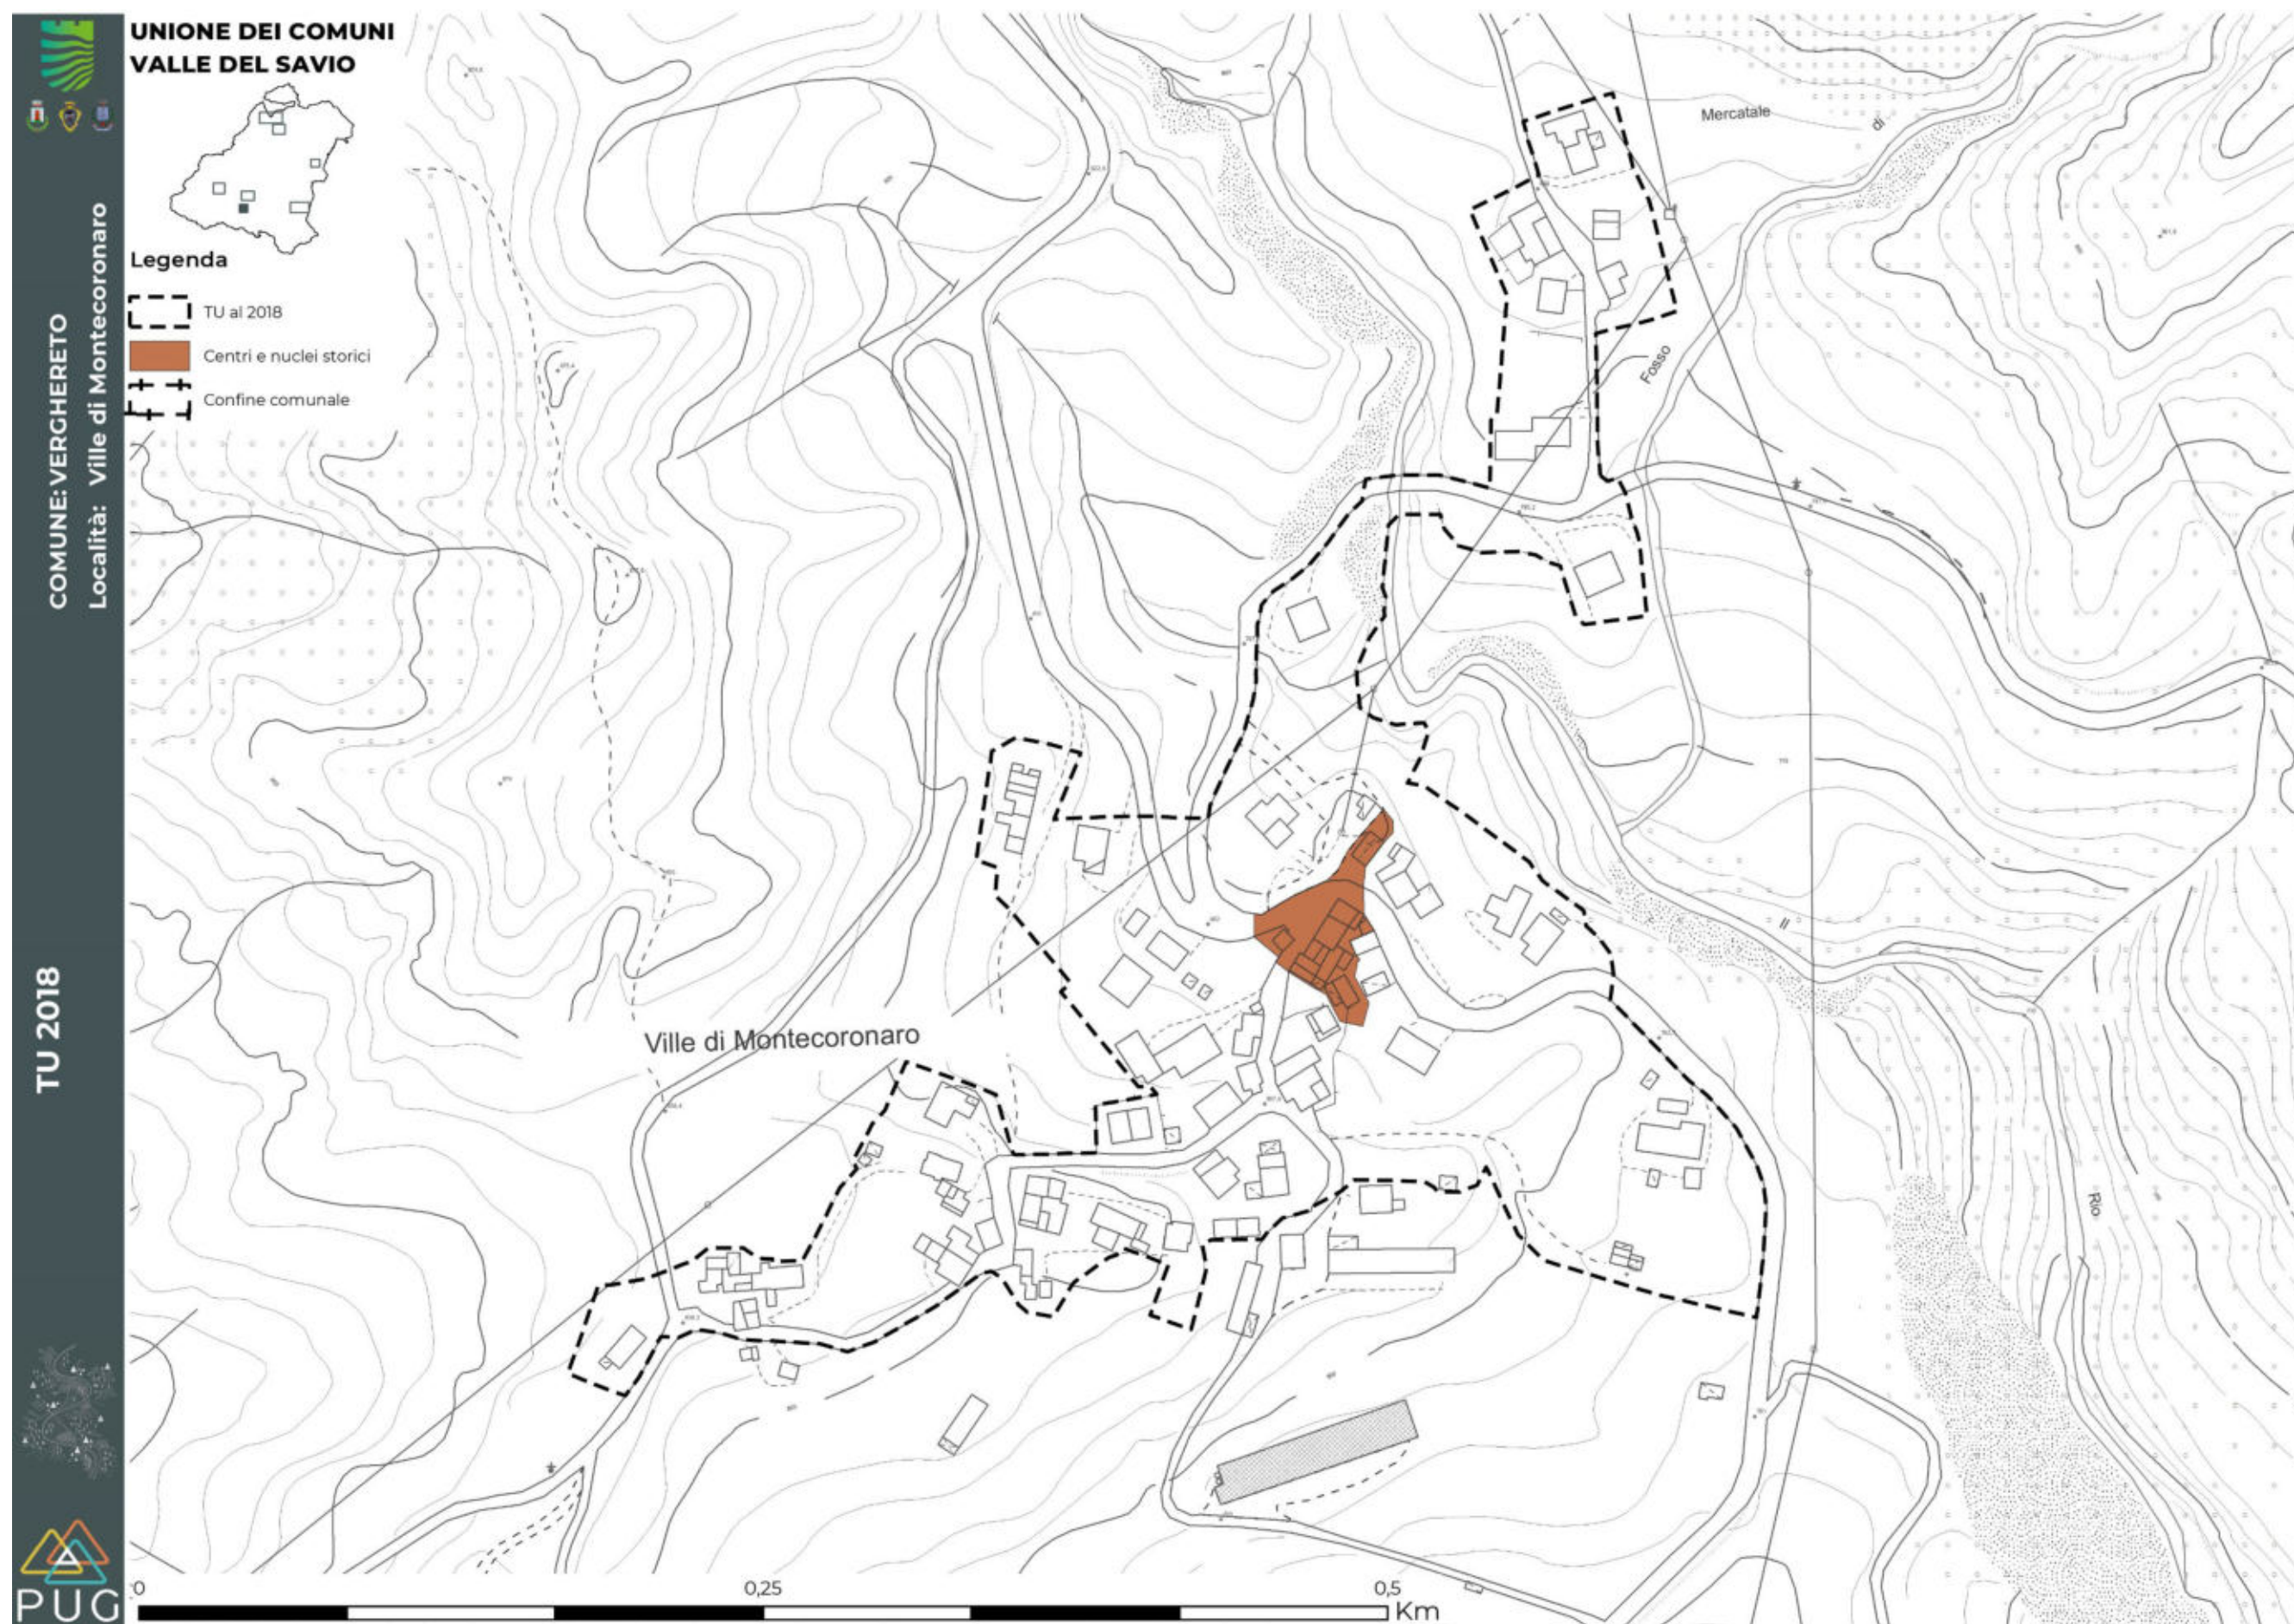 UNIONE DEI COMUNI
VALLE DEL SAVIO
Legenda
TU al 2018
Centri e nuclei storici
Confine comunale
COMUNE: VERGHERETO
Località: Ville di Montecoronaro
TU 2018
PUG
Mercatale
di
Fosso
Ville di Montecoronaro
Rio
0
0,25
0,5
Km